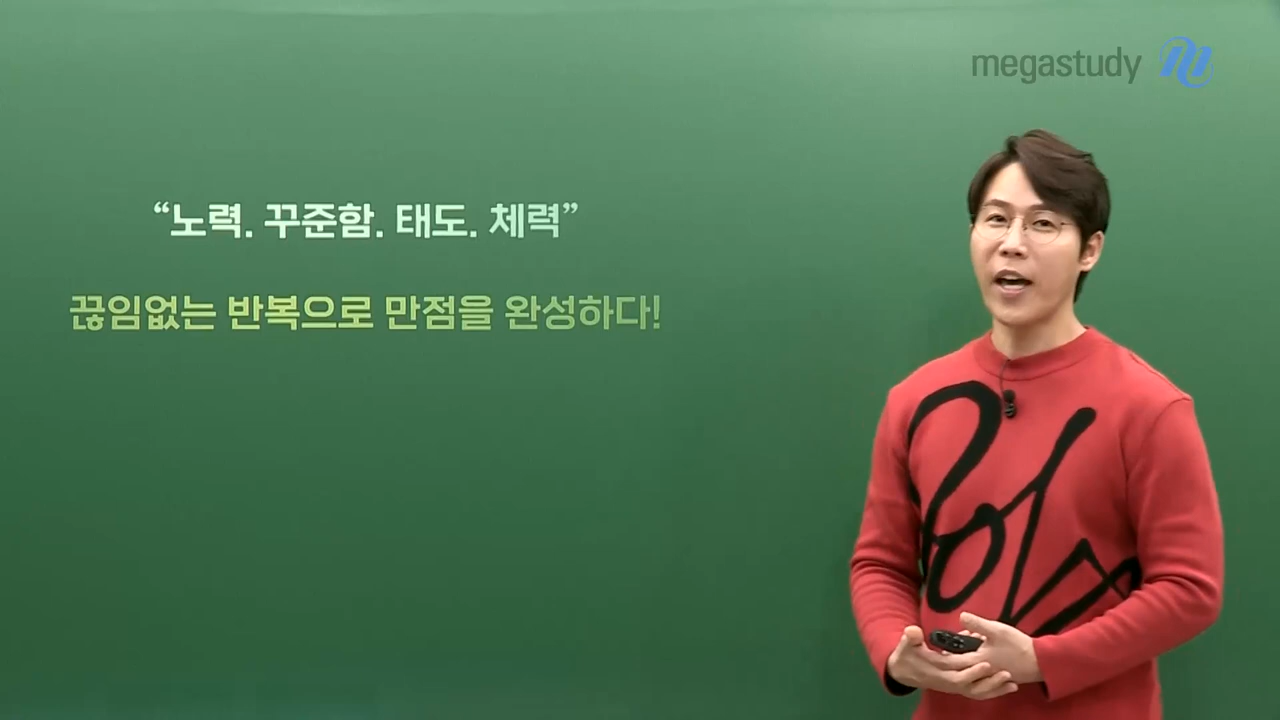 megastudy
“노력. 꾸준함. 태도. 체력”
끊임없는 반복으로 만점을 완성하다!